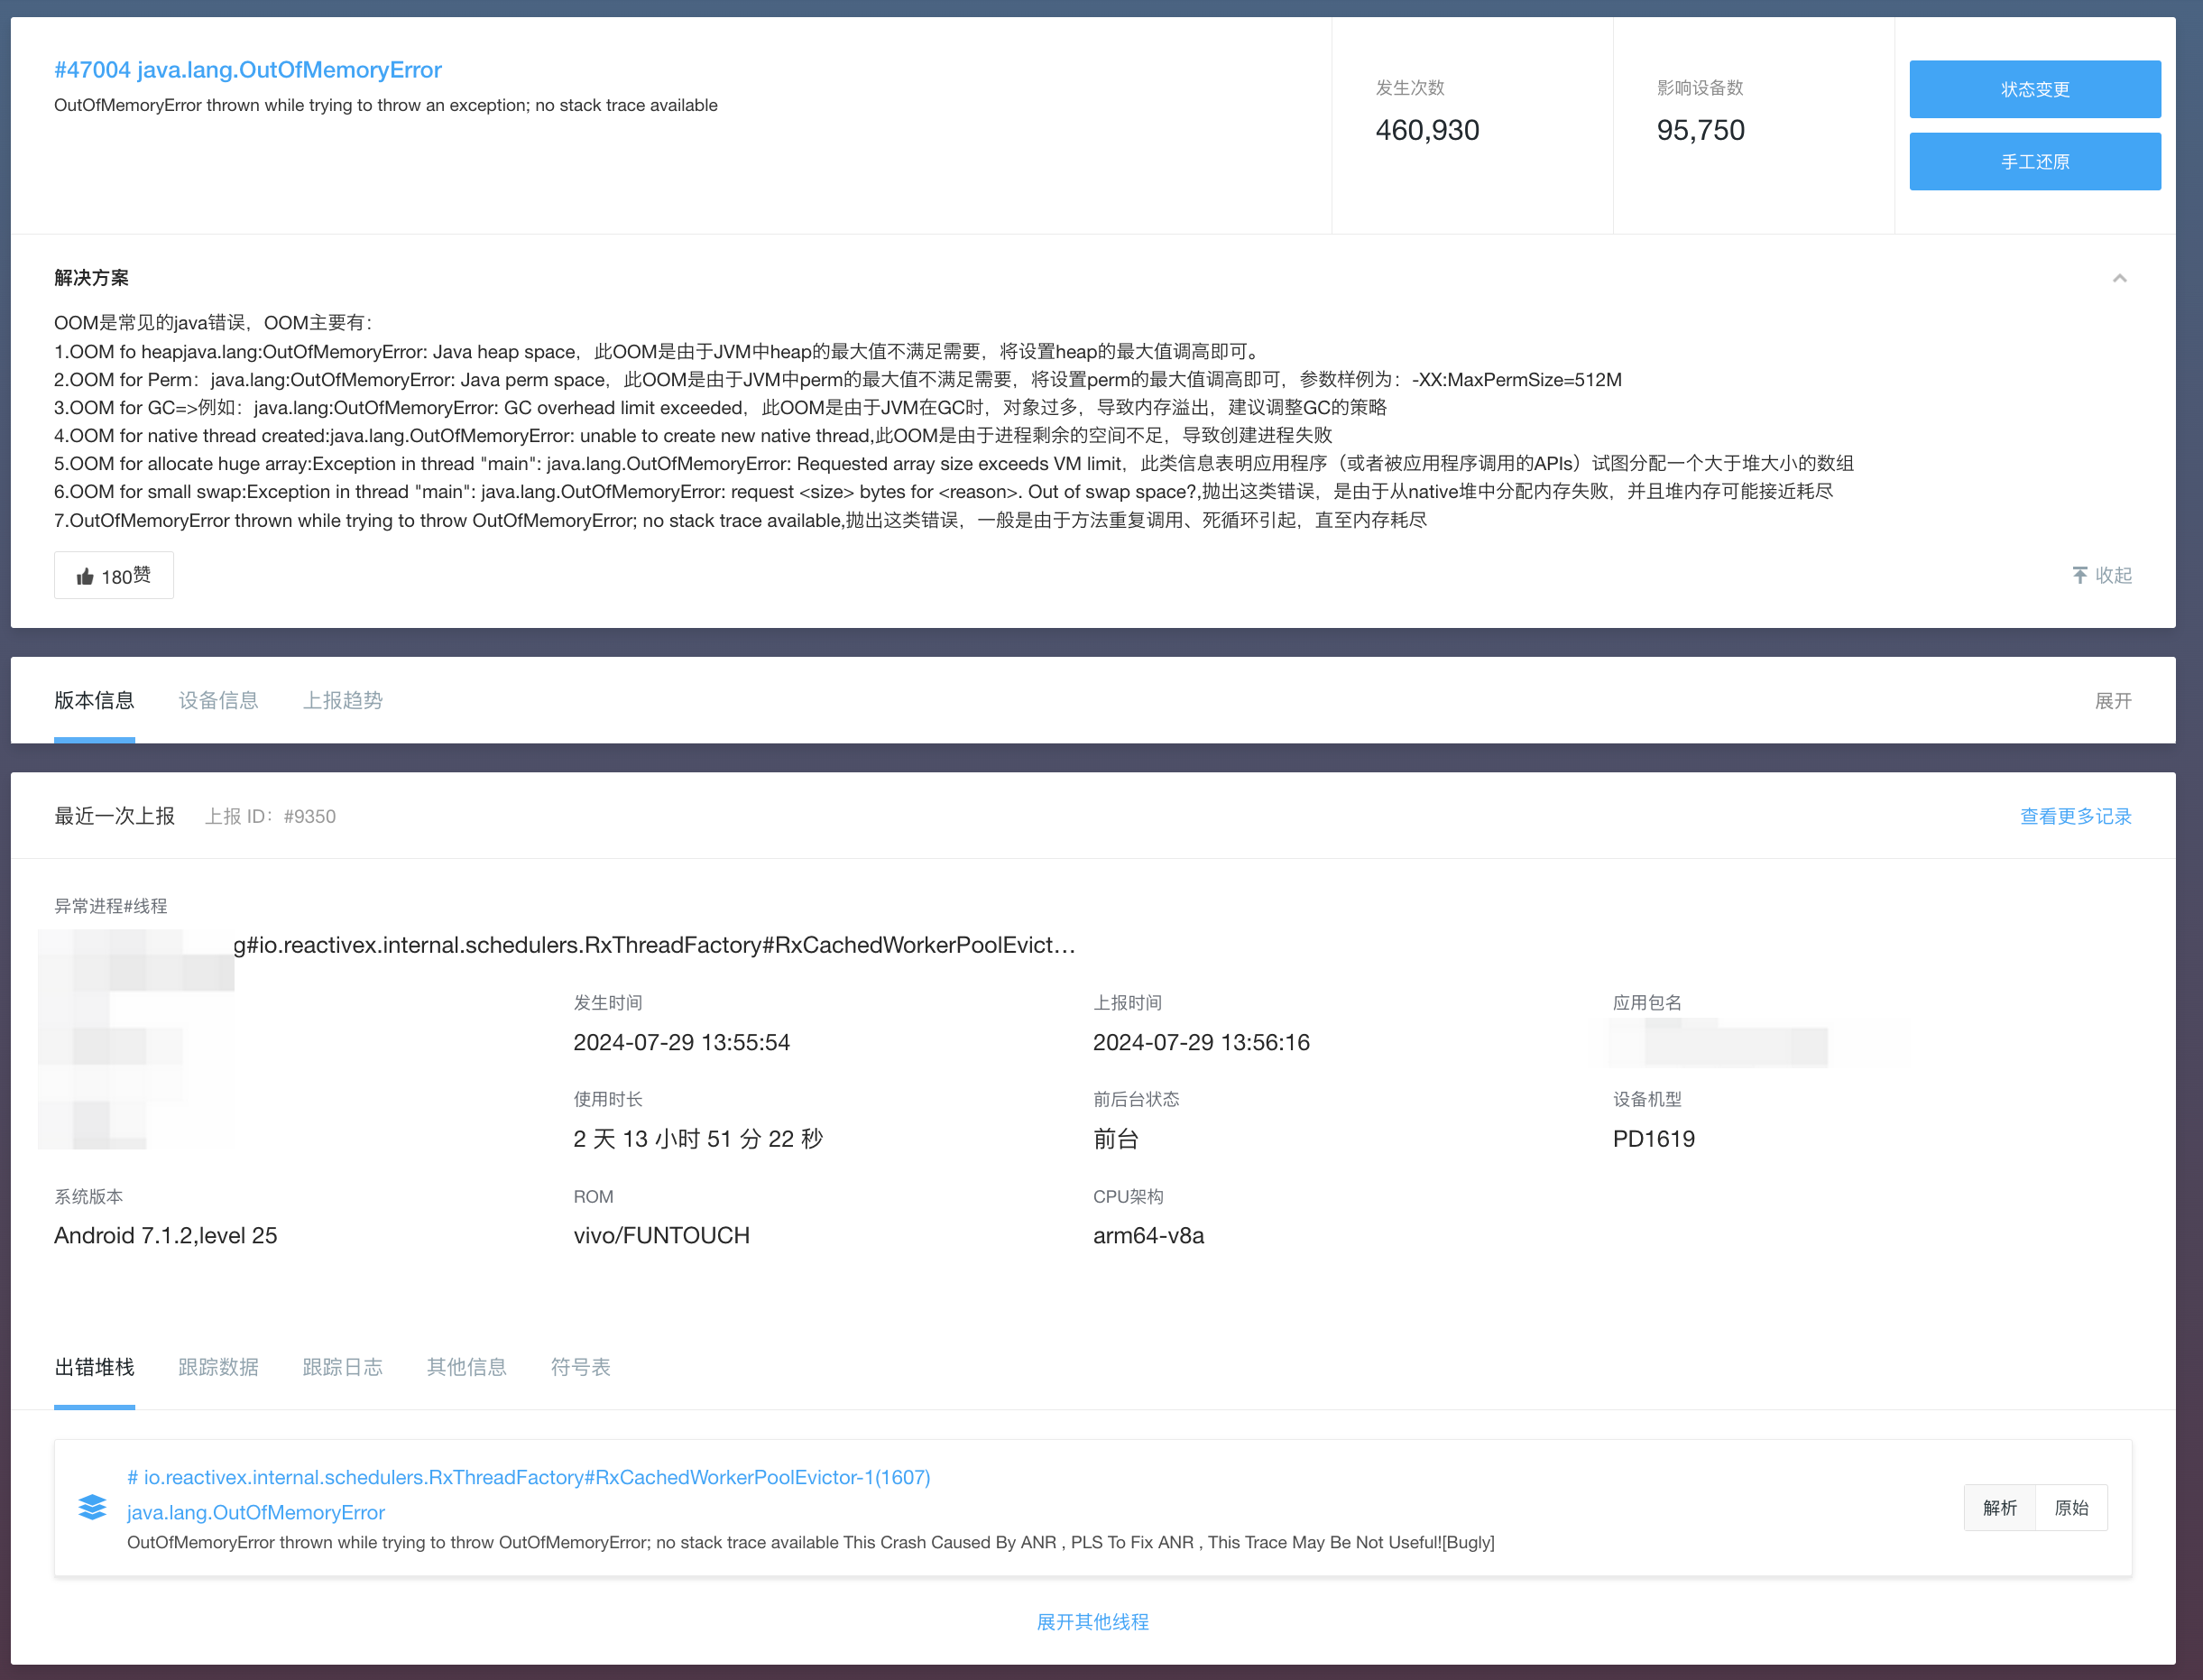 #47004 java.lang.OutOfMemoryError
OutOfMemoryError thrown while trying to throw an exception; no stack trace available
发生次数
460,930
影响设备数
95,750
状态变更
手工还原
解决方案
OOM是常见的java错误，OOM主要有：
1.OOM fo heapjava.lang:OutOfMemoryError: Java heap space，此OOM是由于JVM中heap的最大值不满足需要，将设置heap的最大值调高即可。
2.OOM for Perm：java.lang:OutOfMemoryError: Java perm space，此OOM是由于JVM中perm的最大值不满足需要，将设置perm的最大值调高即可，参数样例为：-XX:MaxPermSize=512M
3.OOM for GC=>例如：java.lang:OutOfMemoryError: GC overhead limit exceeded，此OOM是由于JVM在GC时，对象过多，导致内存溢出，建议调整GC的策略
4.OOM for native thread created:java.lang.OutOfMemoryError: unable to create new native thread,此OOM是由于进程剩余的空间不足，导致创建进程失败
5.OOM for allocate huge array:Exception in thread "main": java.lang.OutOfMemoryError: Requested array size exceeds VM limit，此类信息表明应用程序（或者被应用程序调用的APIs）试图分配一个大于堆大小的数组
6.OOM for small swap:Exception in thread "main": java.lang.OutOfMemoryError: request <size> bytes for <reason>. Out of swap space?,抛出这类错误，是由于从native堆中分配内存失败，并且堆内存可能接近耗尽
7.OutOfMemoryError thrown while trying to throw OutOfMemoryError; no stack trace available,抛出这类错误，一般是由于方法重复调用、死循环引起，直至内存耗尽
180赞
收起
版本信息 设备信息 上报趋势 展开
最近一次上报 上报 ID：#9350 查看更多记录
异常进程#线程
g#io.reactivex.internal.schedulers.RxThreadFactory#RxCachedWorkerPoolEvict…
发生时间 上报时间 应用包名
2024-07-29 13:55:54 2024-07-29 13:56:16
使用时长 前后台状态 设备机型
2 天 13 小时 51 分 22 秒 前台 PD1619
系统版本 ROM CPU架构
Android 7.1.2,level 25 vivo/FUNTOUCH arm64-v8a
出错堆栈 跟踪数据 跟踪日志 其他信息 符号表
# io.reactivex.internal.schedulers.RxThreadFactory#RxCachedWorkerPoolEvictor-1(1607)
java.lang.OutOfMemoryError
OutOfMemoryError thrown while trying to throw OutOfMemoryError; no stack trace available This Crash Caused By ANR , PLS To Fix ANR , This Trace May Be Not Useful![Bugly]
解析 原始
展开其他线程